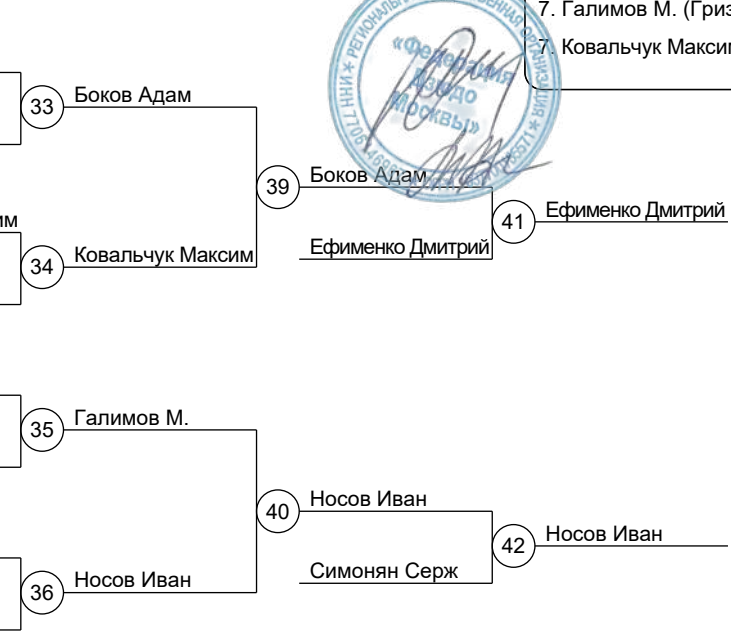 7. Галимов М. (Гриз
7. Ковальчук Макси
«Федерация
Дзюдо
Москвы»
33
Боков Адам
39
Боков Адам
41
Ефименко Дмитрий
им
34
Ковальчук Максим
Ефименко Дмитрий
35
Галимов М.
40
Носов Иван
42
Носов Иван
36
Носов Иван
Симонян Серж